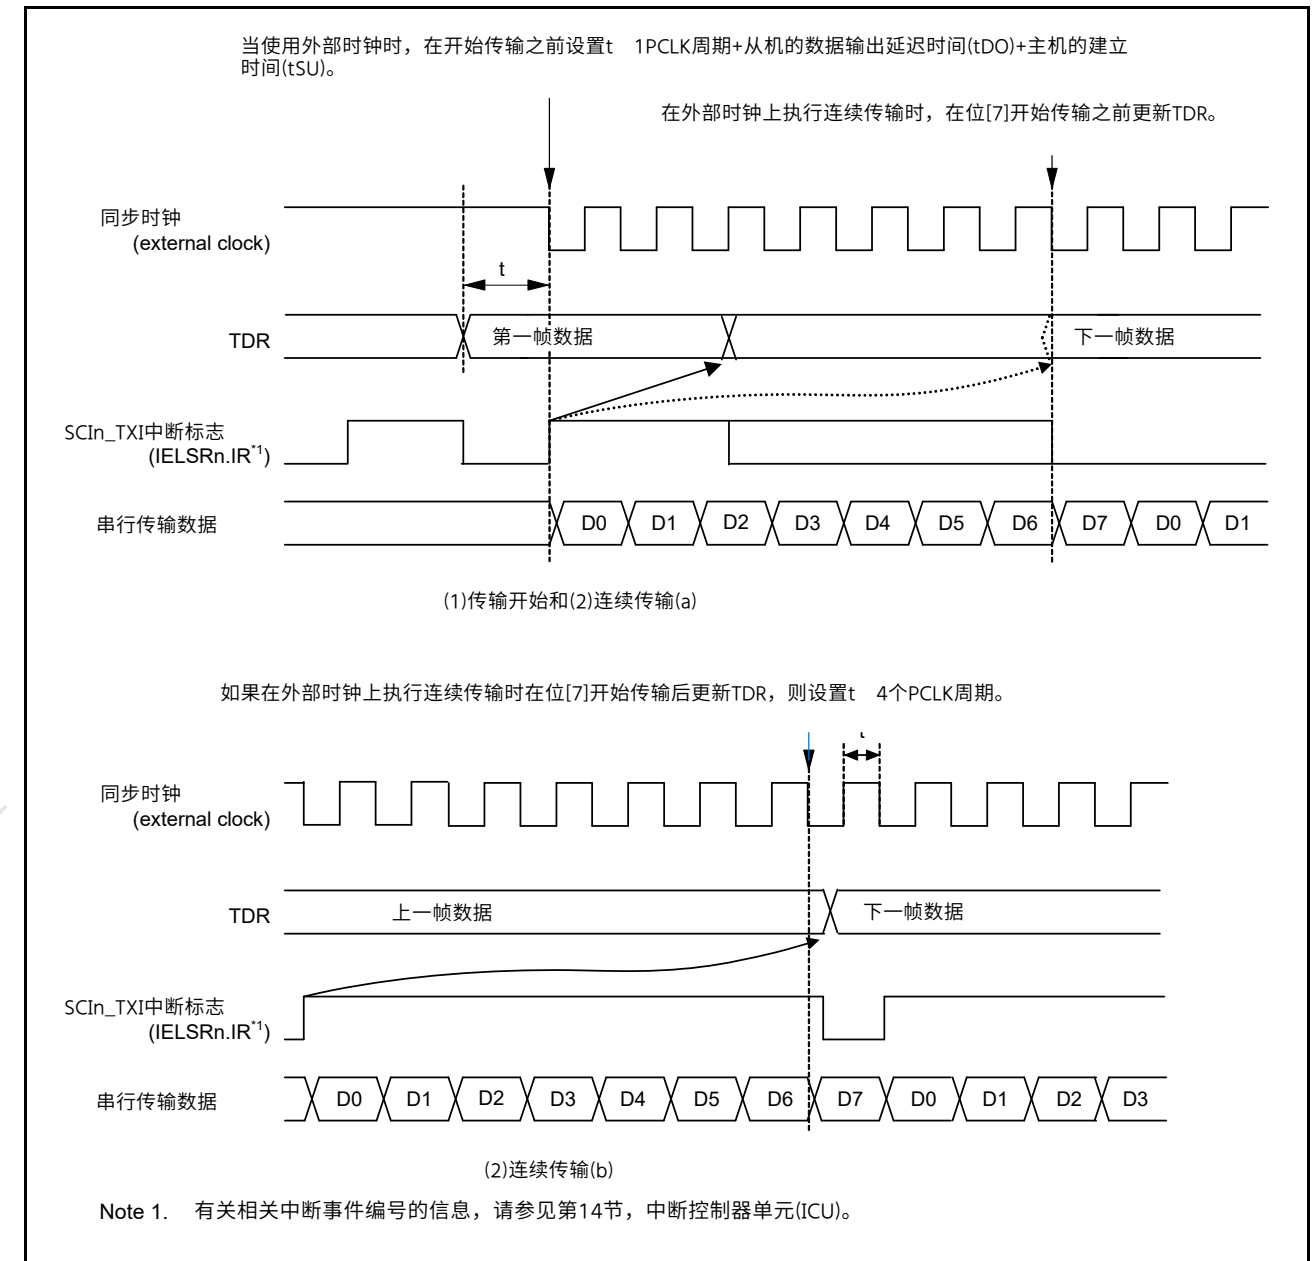 当使用外部时钟时，在开始传输之前设置t 1PCLK周期+从机的数据输出延迟时间(tDO)+主机的建立
时间(tSU)。
在外部时钟上执行连续传输时，在位[7]开始传输之前更新TDR。
同步时钟
(external clock)
t
TDR
第一帧数据
下一帧数据
SCIn_TXI中断标志
(IELSRn.IR*1)
串行传输数据
D0 D1 D2 D3 D4 D5 D6 D7 D0 D1
(1)传输开始和(2)连续传输(a)
如果在外部时钟上执行连续传输时在位[7]开始传输后更新TDR，则设置t 4个PCLK周期。
t
同步时钟
(external clock)
TDR
上一帧数据
下一帧数据
SCIn_TXI中断标志
(IELSRn.IR*1)
串行传输数据
D0 D1 D2 D3 D4 D5 D6 D7 D0 D1 D2 D3
(2)连续传输(b)
Note 1. 有关相关中断事件编号的信息，请参见第14节，中断控制器单元(ICU)。